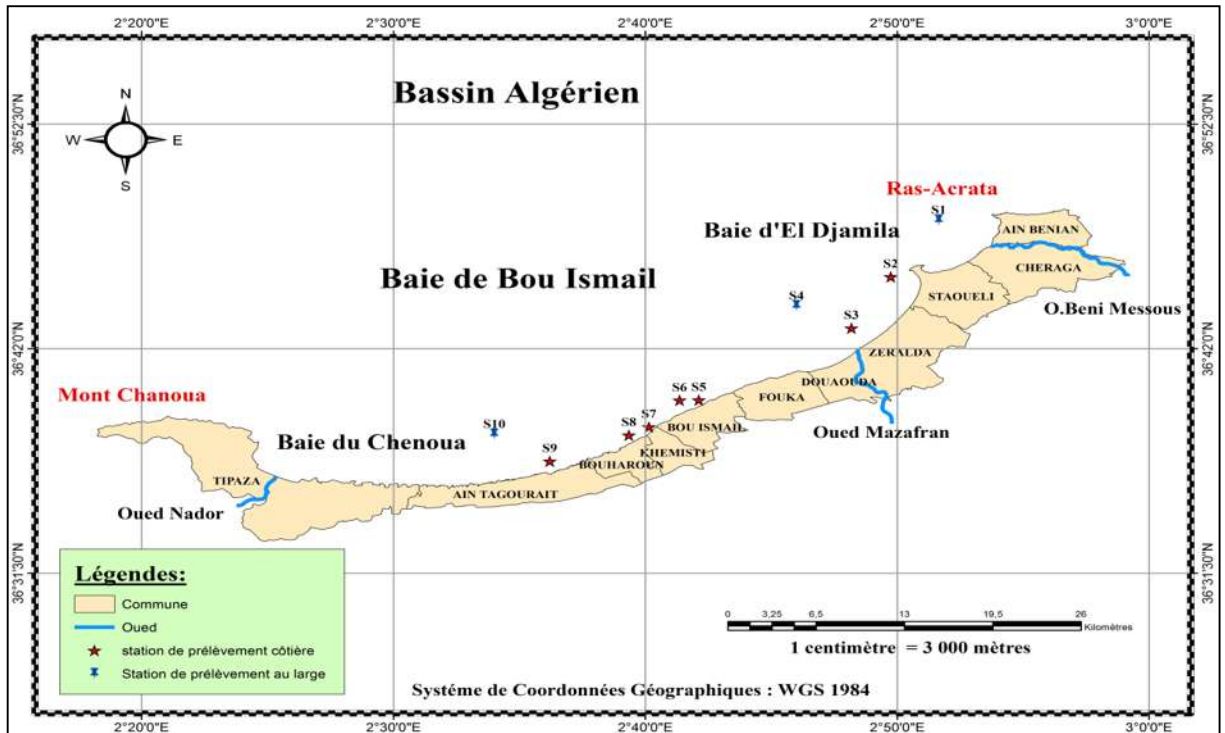 2°20'0"E 2°30'0"E 2°40'0"E 2°50'0"E 3°0'0"E
Bassin Algérien
N
W E
S
36°52'30"N 36°52'30"N
Ras-Acrata
S1
Baie d'El Djamila
AIN BENIAN
S2
CHERAGA
Baie de Bou Ismail
S4
STAOUELI
O.Beni Messous
S3
36°42'0"N 36°42'0"N
ZERALDA
Mont Chanoua
DOUAOUDA
S6 S5
FOUKA
S10
Baie du Chenoua
S8 S7
BOU ISMAIL
Oued Mazafran
S9
KHEMISTI
BOUHAROUN
TIPAZA
AIN TAGOURAIT
Oued Nador
36°31'30"N 36°31'30"N
Légendes:
Commune
Oued
station de prélèvement côtière
Station de prélèvement au large
0 3,25 6,5 13 19,5 26
Kilomètres
1 centimètre = 3 000 mètres
Systéme de Coordonnées Géographiques : WGS 1984
2°20'0"E 2°30'0"E 2°40'0"E 2°50'0"E 3°0'0"E